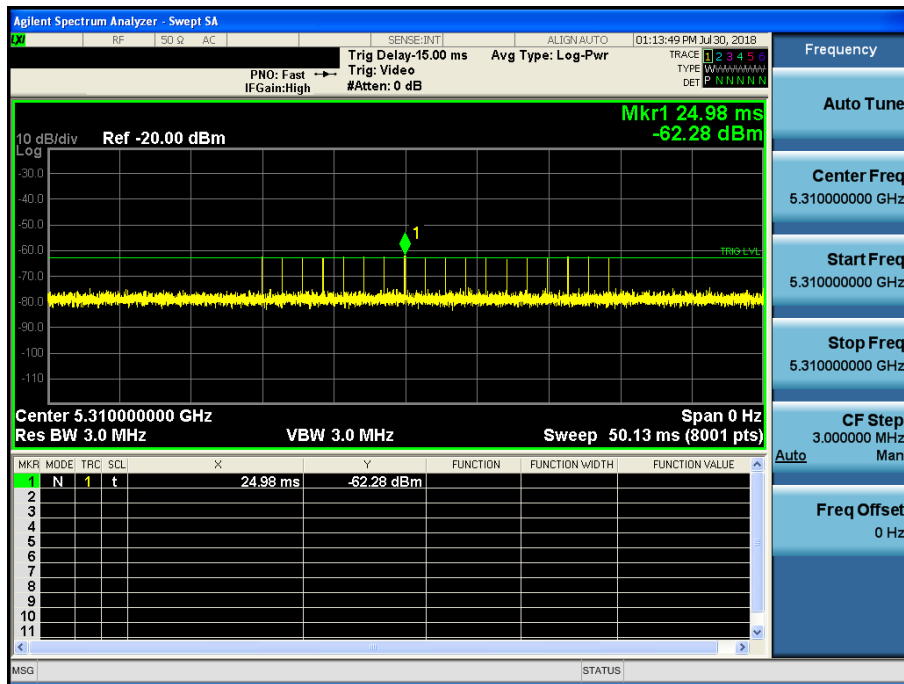 Agilent Spectrum Analyzer - Swept SA
LXI RF 50 Ω AC SENSE:INT ALIGNAUTO 01:13:49 PM Jul 30, 2018
Trig Delay-15.00 ms Avg Type: Log-Pwr TRACE 1 2 3 4 5 6
PNO: Fast Trig: Video TYPE WWWWWW
IFGain:High #Atten: 0 dB DET P N N N N N
Mkr1 24.98 ms
10 dB/div Ref -20.00 dBm -62.28 dBm
Log
-30.0
-40.0
-50.0
1
-60.0
TRIG LVL
-70.0
-80.0
-90.0
-100
-110
Center 5.310000000 GHz Span 0 Hz
Res BW 3.0 MHz VBW 3.0 MHz Sweep 50.13 ms (8001 pts)
MKR MODE TRC SCL X Y FUNCTION FUNCTION WIDTH FUNCTION VALUE
1 N 1 t 24.98 ms -62.28 dBm
2
3
4
5
6
7
8
9
10
11
MSG STATUS
Frequency
Auto Tune
Center Freq
5.310000000 GHz
Start Freq
5.310000000 GHz
Stop Freq
5.310000000 GHz
CF Step
3.000000 MHz
Auto Man
Freq Offset
0 Hz